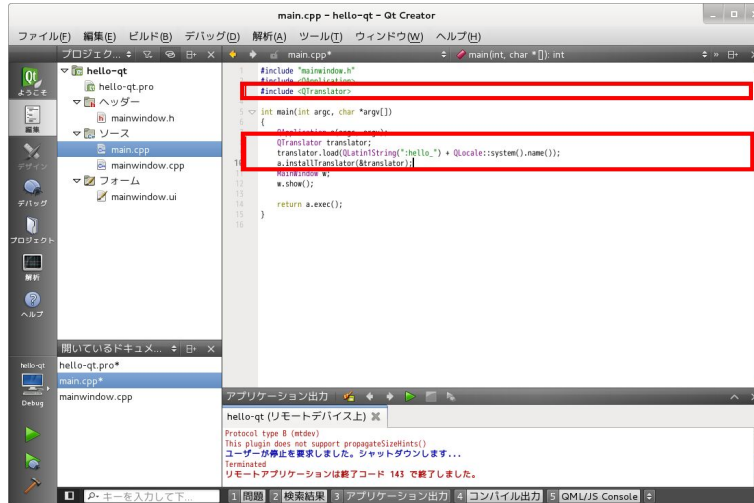 main.cpp - hello-qt - Qt Creator
ファイル(F) 編集(E) ビルド(B) デバッグ(D) 解析(A) ツール(T) ウィンドウ(W) ヘルプ(H)
プロジェク...
main.cpp*
main(int, char *[]): int
ようこそ
編集
デザイン
デバッグ
プロジェクト
解析
ヘルプ
hello-qt
Debug
hello-qt
hello-qt.pro
ヘッダー
mainwindow.h
ソース
main.cpp
mainwindow.cpp
フォーム
mainwindow.ui
1 #include "mainwindow.h"
#include <QApplication>
#include <QTranslator>
5 int main(int argc, char *argv[])
6 {
QApplication a(argc, argv);
QTranslator translator;
translator.load(QLatin1String(":hello_") + QLocale::system().name());
10 a.installTranslator(&translator);
MainWindow w;
12 w.show();
13
14 return a.exec();
15 }
16
開いているドキュメ...
hello-qt.pro*
main.cpp*
mainwindow.cpp
アプリケーション出力
hello-qt (リモートデバイス上)
Protocol type B (mtdev)
This plugin does not support propagateSizeHints()
ユーザーが停止を要求しました。シャットダウンします...
Terminated
リモートアプリケーションは終了コード 143 で終了しました。
キーを入力して下...
1 問題 2 検索結果 3 アプリケーション出力 4 コンパイル出力 5 QML/JS Console